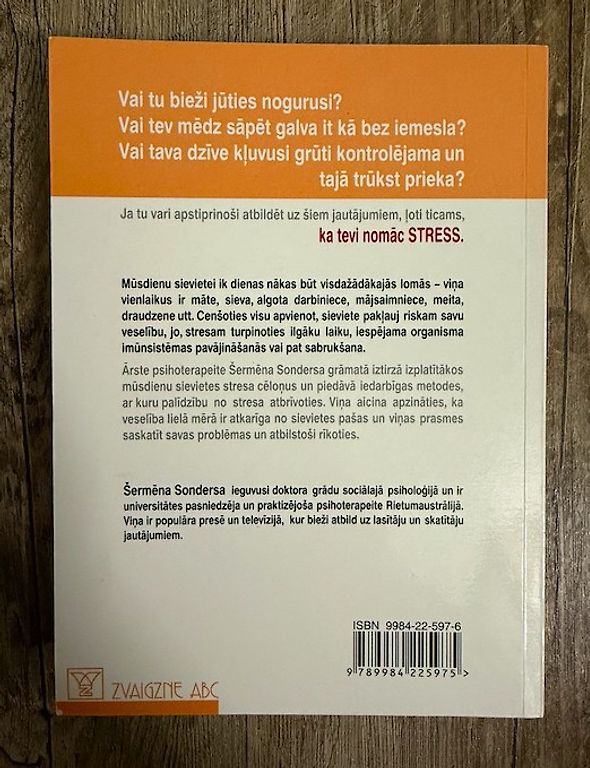 Vai tu bieži jūties nogurusi?
Vai tev mēdz sāpēt galva it kā bez iemesla?
Vai tava dzīve kļuvusi grūti kontrolējama un
tajā trūkst prieka?
Ja tu vari apstiprinoši atbildēt uz šiem jautājumiem, ļoti ticams,
ka tevi nomāc STRESS.
Mūsdienu sievietei ik dienas nākas būt visdažādākajās lomās – viņa
vienlaikus ir māte, sieva, algota darbiniece, mājsaimniece, meita,
draudzene utt. Cenšoties visu apvienot, sieviete pakļauj riskam savu
veselību, jo, stresam turpinoties ilgāku laiku, iespējama organisma
imūnsistēmas pavājināšanās vai pat sabrukšana.
Ārste psihoterapeite Šermēna Sondersa grāmatā iztirzā izplatītākos
mūsdienu sievietes stresa cēloņus un piedāvā iedarbīgas metodes,
ar kuru palīdzību no stresa atbrīvoties. Viņa aicina apzināties, ka
veselība lielā mērā ir atkarīga no sievietes pašas un viņas prasmes
saskatīt savas problēmas un atbilstoši rīkoties.
Šermēna Sondersa ieguvusi doktora grādu sociālajā psiholoģijā un ir
universitātes pasniedzēja un praktizējoša psihoterapeite Rietumaustrālijā.
Viņa ir populāra presē un televīzijā, kur bieži atbild uz lasītāju un skatītāju
jautājumiem.
ISBN 9984-22-597-6
9 789984 225975 >
ZVAIGZNE ABC